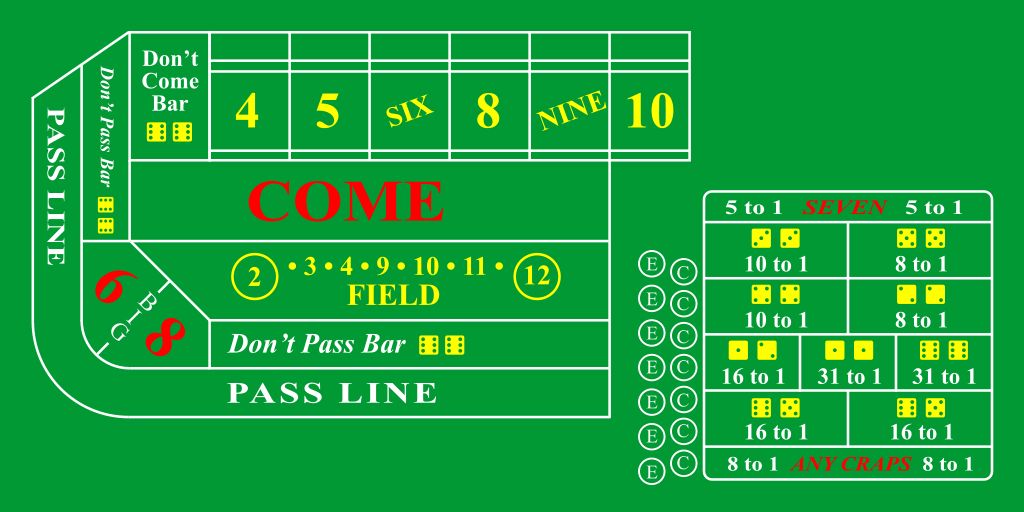 Don't
Come
Bar
4 5 SIX 8 NINE 10
Don't Pass Bar
PASS LINE
COME
2 • 3 • 4 • 9 • 10 • 11 • 12
FIELD
6
8
B
G
Don't Pass Bar
PASS LINE
E C
E C
E C
E C
E C
E C
E C
5 to 1 SEVEN 5 to 1
10 to 1 8 to 1
10 to 1 8 to 1
16 to 1 31 to 1 31 to 1
16 to 1 16 to 1
8 to 1 ANY CRAPS 8 to 1